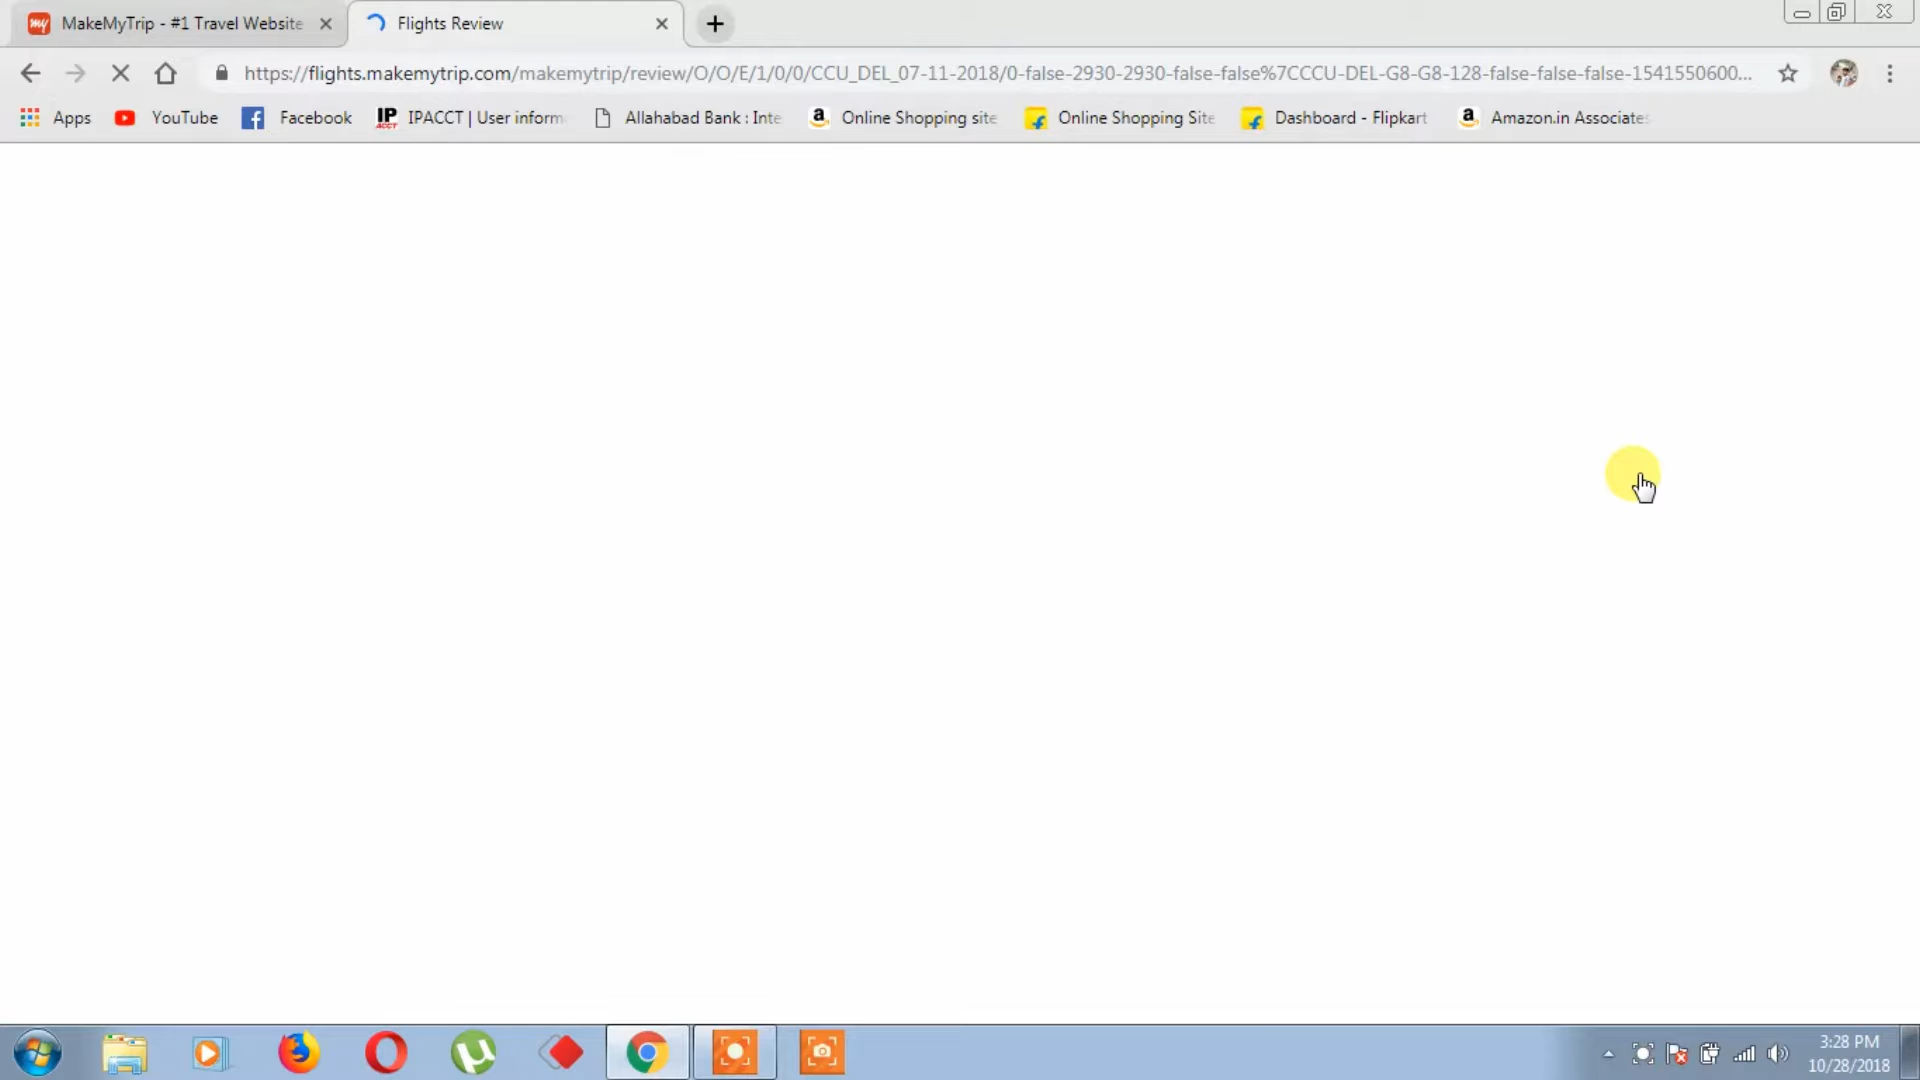 MakeMyTrip - #1 Travel Website
Flights Review
https://flights.makemytrip.com/makemytrip/review/O/O/E/1/0/0/CCU_DEL_07-11-2018/0-false-2930-2930-false-false%7CCCU-DEL-G8-G8-128-false-false-false-1541550600...
Apps
YouTube
Facebook
IPACCT | User inform
Allahabad Bank : Inte
Online Shopping site
Online Shopping Site
Dashboard - Flipkart
Amazon.in Associates
3:28 PM
10/28/2018